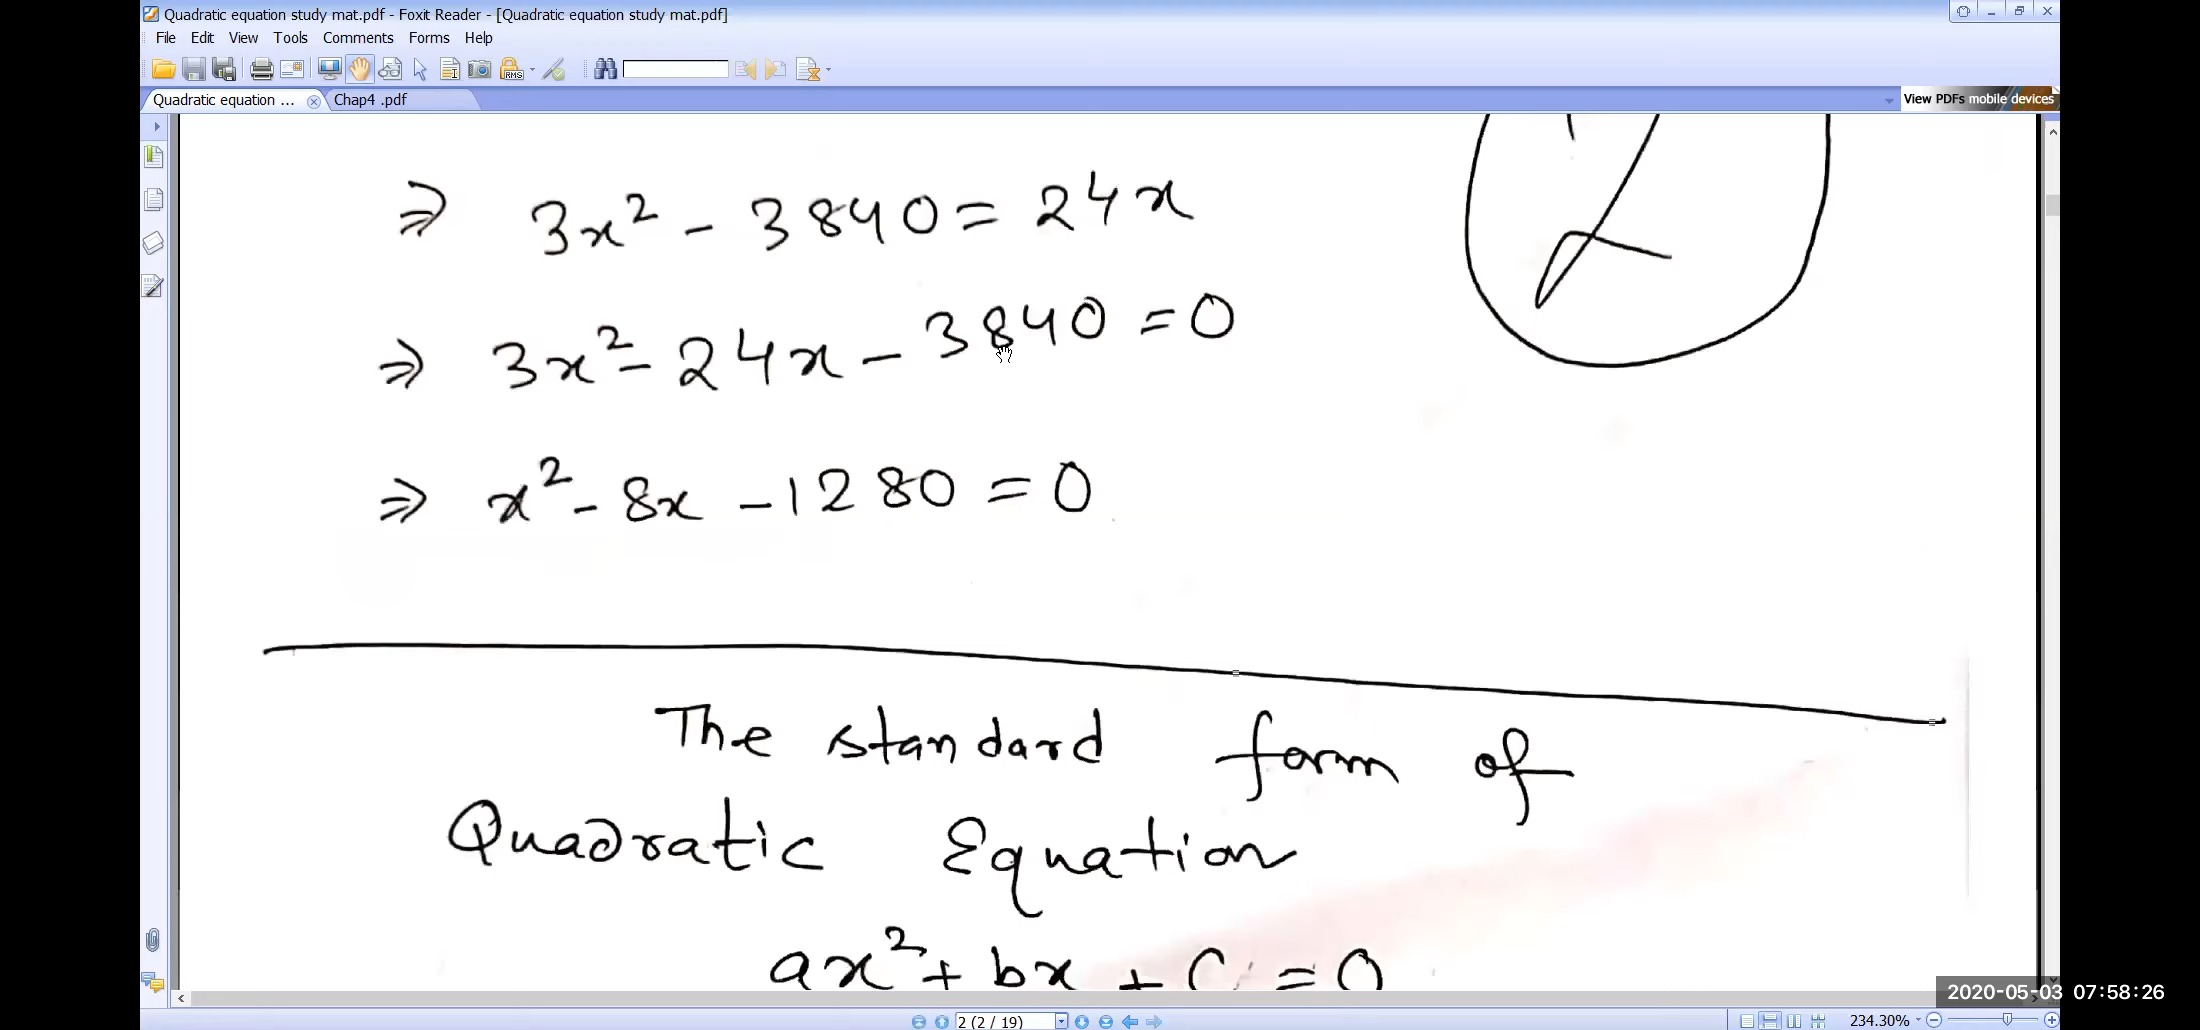 Quadratic equation study mat.pdf - Foxit Reader - [Quadratic equation study mat.pdf]
File Edit View Tools Comments Forms Help
RMS
Quadratic equation ... Chap4 .pdf
View PDFs mobile devices
⇒ 3x² - 3840 = 24x
⇒ 3x² - 24x - 3840 = 0
⇒ x² - 8x - 1280 = 0
The standard form of
Quadratic Equation
ax² + bx + C = 0
2020-05-03 07:58:26
2 (2 / 19)
234.30%